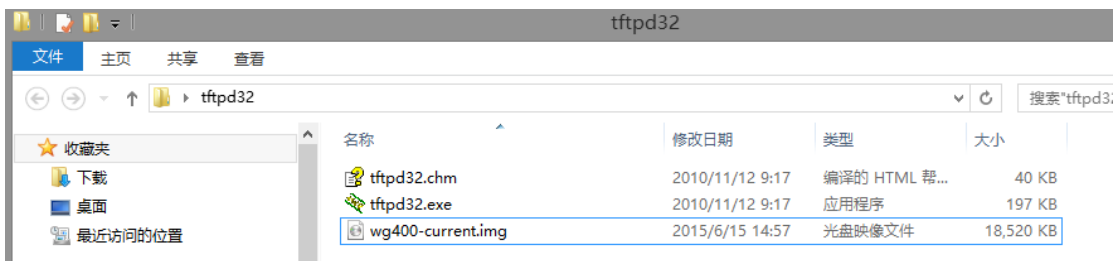 tftpd32
文件 主页 共享 查看
tftpd32 搜索"tftpd32
名称 修改日期 类型 大小
收藏夹
下载
桌面
最近访问的位置
tftpd32.chm 2010/11/12 9:17 编译的 HTML 帮... 40 KB
tftpd32.exe 2010/11/12 9:17 应用程序 197 KB
wg400-current.img 2015/6/15 14:57 光盘映像文件 18,520 KB